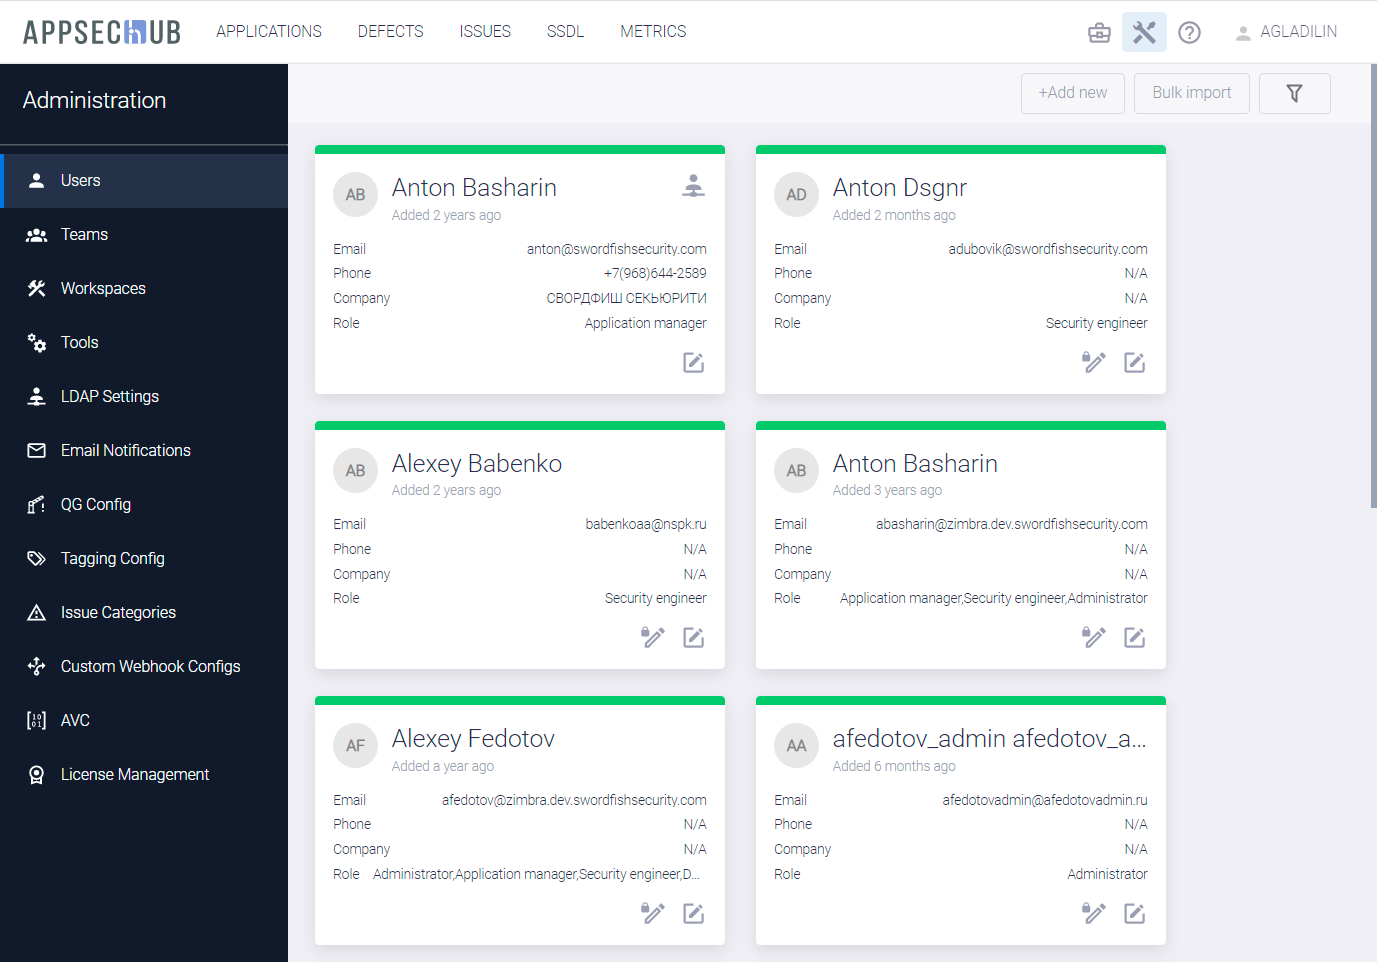 APPSECHUB APPLICATIONS DEFECTS ISSUES SSDL METRICS AGLADILIN
Administration
Users
Teams
Workspaces
Tools
LDAP Settings
Email Notifications
QG Config
Tagging Config
Issue Categories
Custom Webhook Configs
AVC
License Management
+Add new Bulk import
AB Anton Basharin
Added 2 years ago
Email anton@swordfishsecurity.com
Phone +7(968)644-2589
Company СВОРДФИШ СЕКЬЮРИТИ
Role Application manager
AD Anton Dsgnr
Added 2 months ago
Email adubovik@swordfishsecurity.com
Phone N/A
Company N/A
Role Security engineer
AB Alexey Babenko
Added 2 years ago
Email babenkoaa@nspk.ru
Phone N/A
Company N/A
Role Security engineer
AB Anton Basharin
Added 3 years ago
Email abasharin@zimbra.dev.swordfishsecurity.com
Phone N/A
Company N/A
Role Application manager,Security engineer,Administrator
AF Alexey Fedotov
Added a year ago
Email afedotov@zimbra.dev.swordfishsecurity.com
Phone N/A
Company N/A
Role Administrator,Application manager,Security engineer,D...
AA afedotov_admin afedotov_a...
Added 6 months ago
Email afedotovadmin@afedotovadmin.ru
Phone N/A
Company N/A
Role Administrator